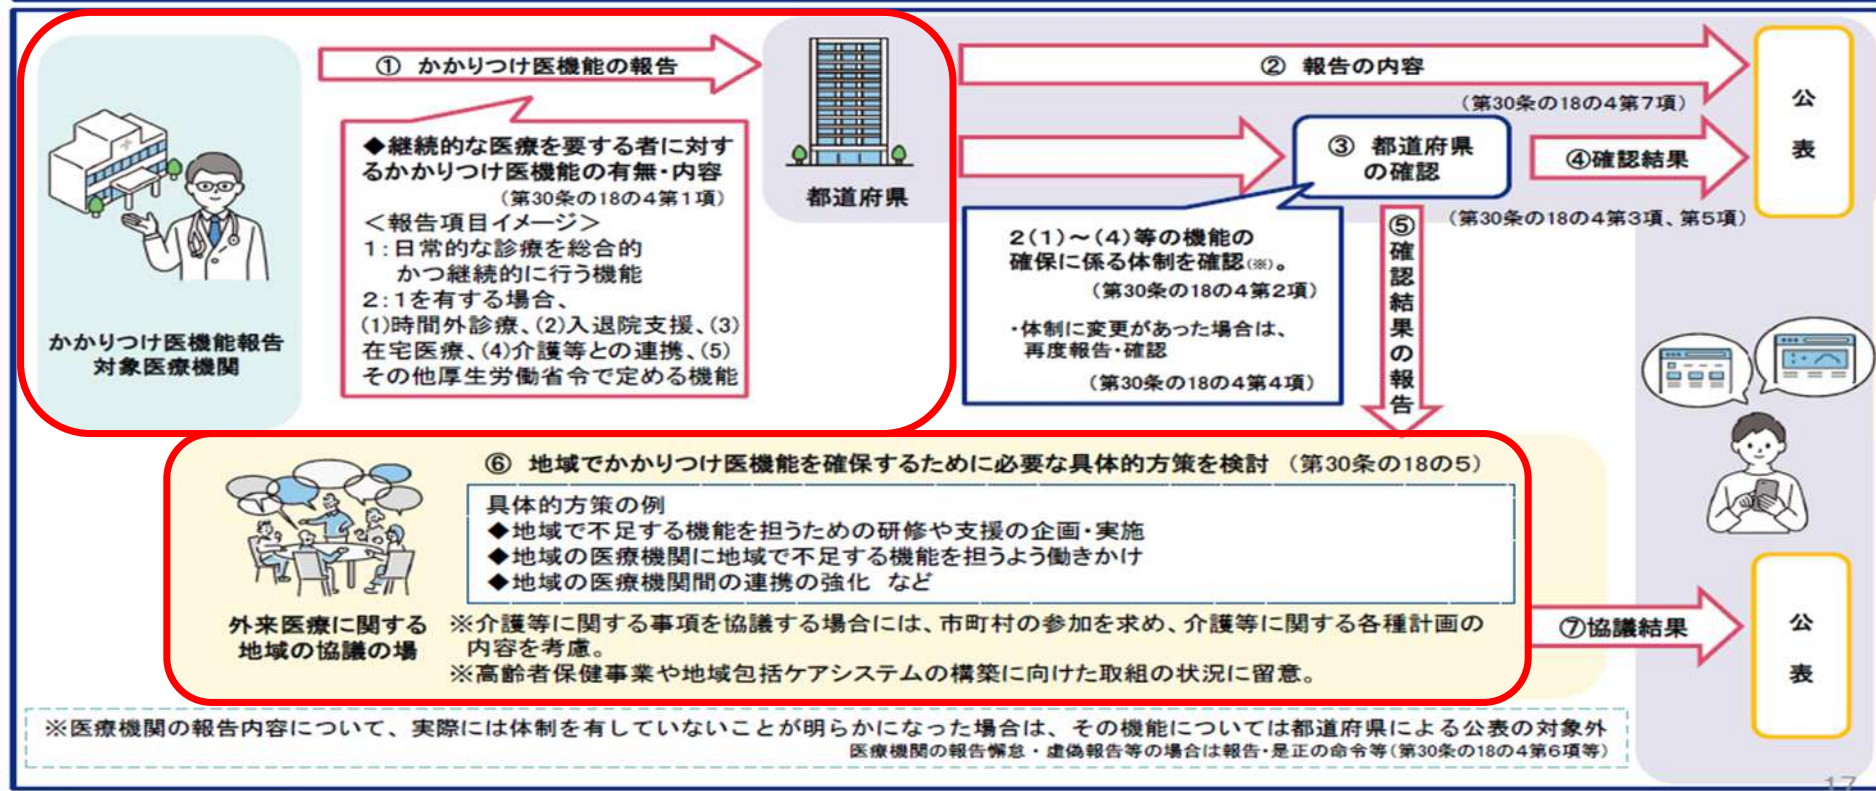 ① かかりつけ医機能の報告
◆継続的な医療を要する者に対す
るかかりつけ医機能の有無・内容
(第30条の18の4第1項)
＜報告項目イメージ＞
1：日常的な診療を総合的
かつ継続的に行う機能
2：1を有する場合、
(1)時間外診療、(2)入退院支援、(3)
在宅医療、(4)介護等との連携、(5)
その他厚生労働省令で定める機能
かかりつけ医機能報告
対象医療機関
都道府県
② 報告の内容
(第30条の18の4第7項)
③ 都道府県
の確認
④確認結果
(第30条の18の4第3項、第5項)
公表
2(1)～(4)等の機能の
確保に係る体制を確認(※)。
(第30条の18の4第2項)
・体制に変更があった場合は、
再度報告・確認
(第30条の18の4第4項)
⑤確認結果の報告
⑥ 地域でかかりつけ医機能を確保するために必要な具体的方策を検討 (第30条の18の5)
具体的方策の例
◆地域で不足する機能を担うための研修や支援の企画・実施
◆地域の医療機関に地域で不足する機能を担うよう働きかけ
◆地域の医療機関間の連携の強化 など
外来医療に関する
地域の協議の場
※介護等に関する事項を協議する場合には、市町村の参加を求め、介護等に関する各種計画の
内容を考慮。
※高齢者保健事業や地域包括ケアシステムの構築に向けた取組の状況に留意。
⑦協議結果
公表
※医療機関の報告内容について、実際には体制を有していないことが明らかになった場合は、その機能については都道府県による公表の対象外
医療機関の報告懈怠・虚偽報告等の場合は報告・是正の命令等(第30条の18の4第6項等)
17